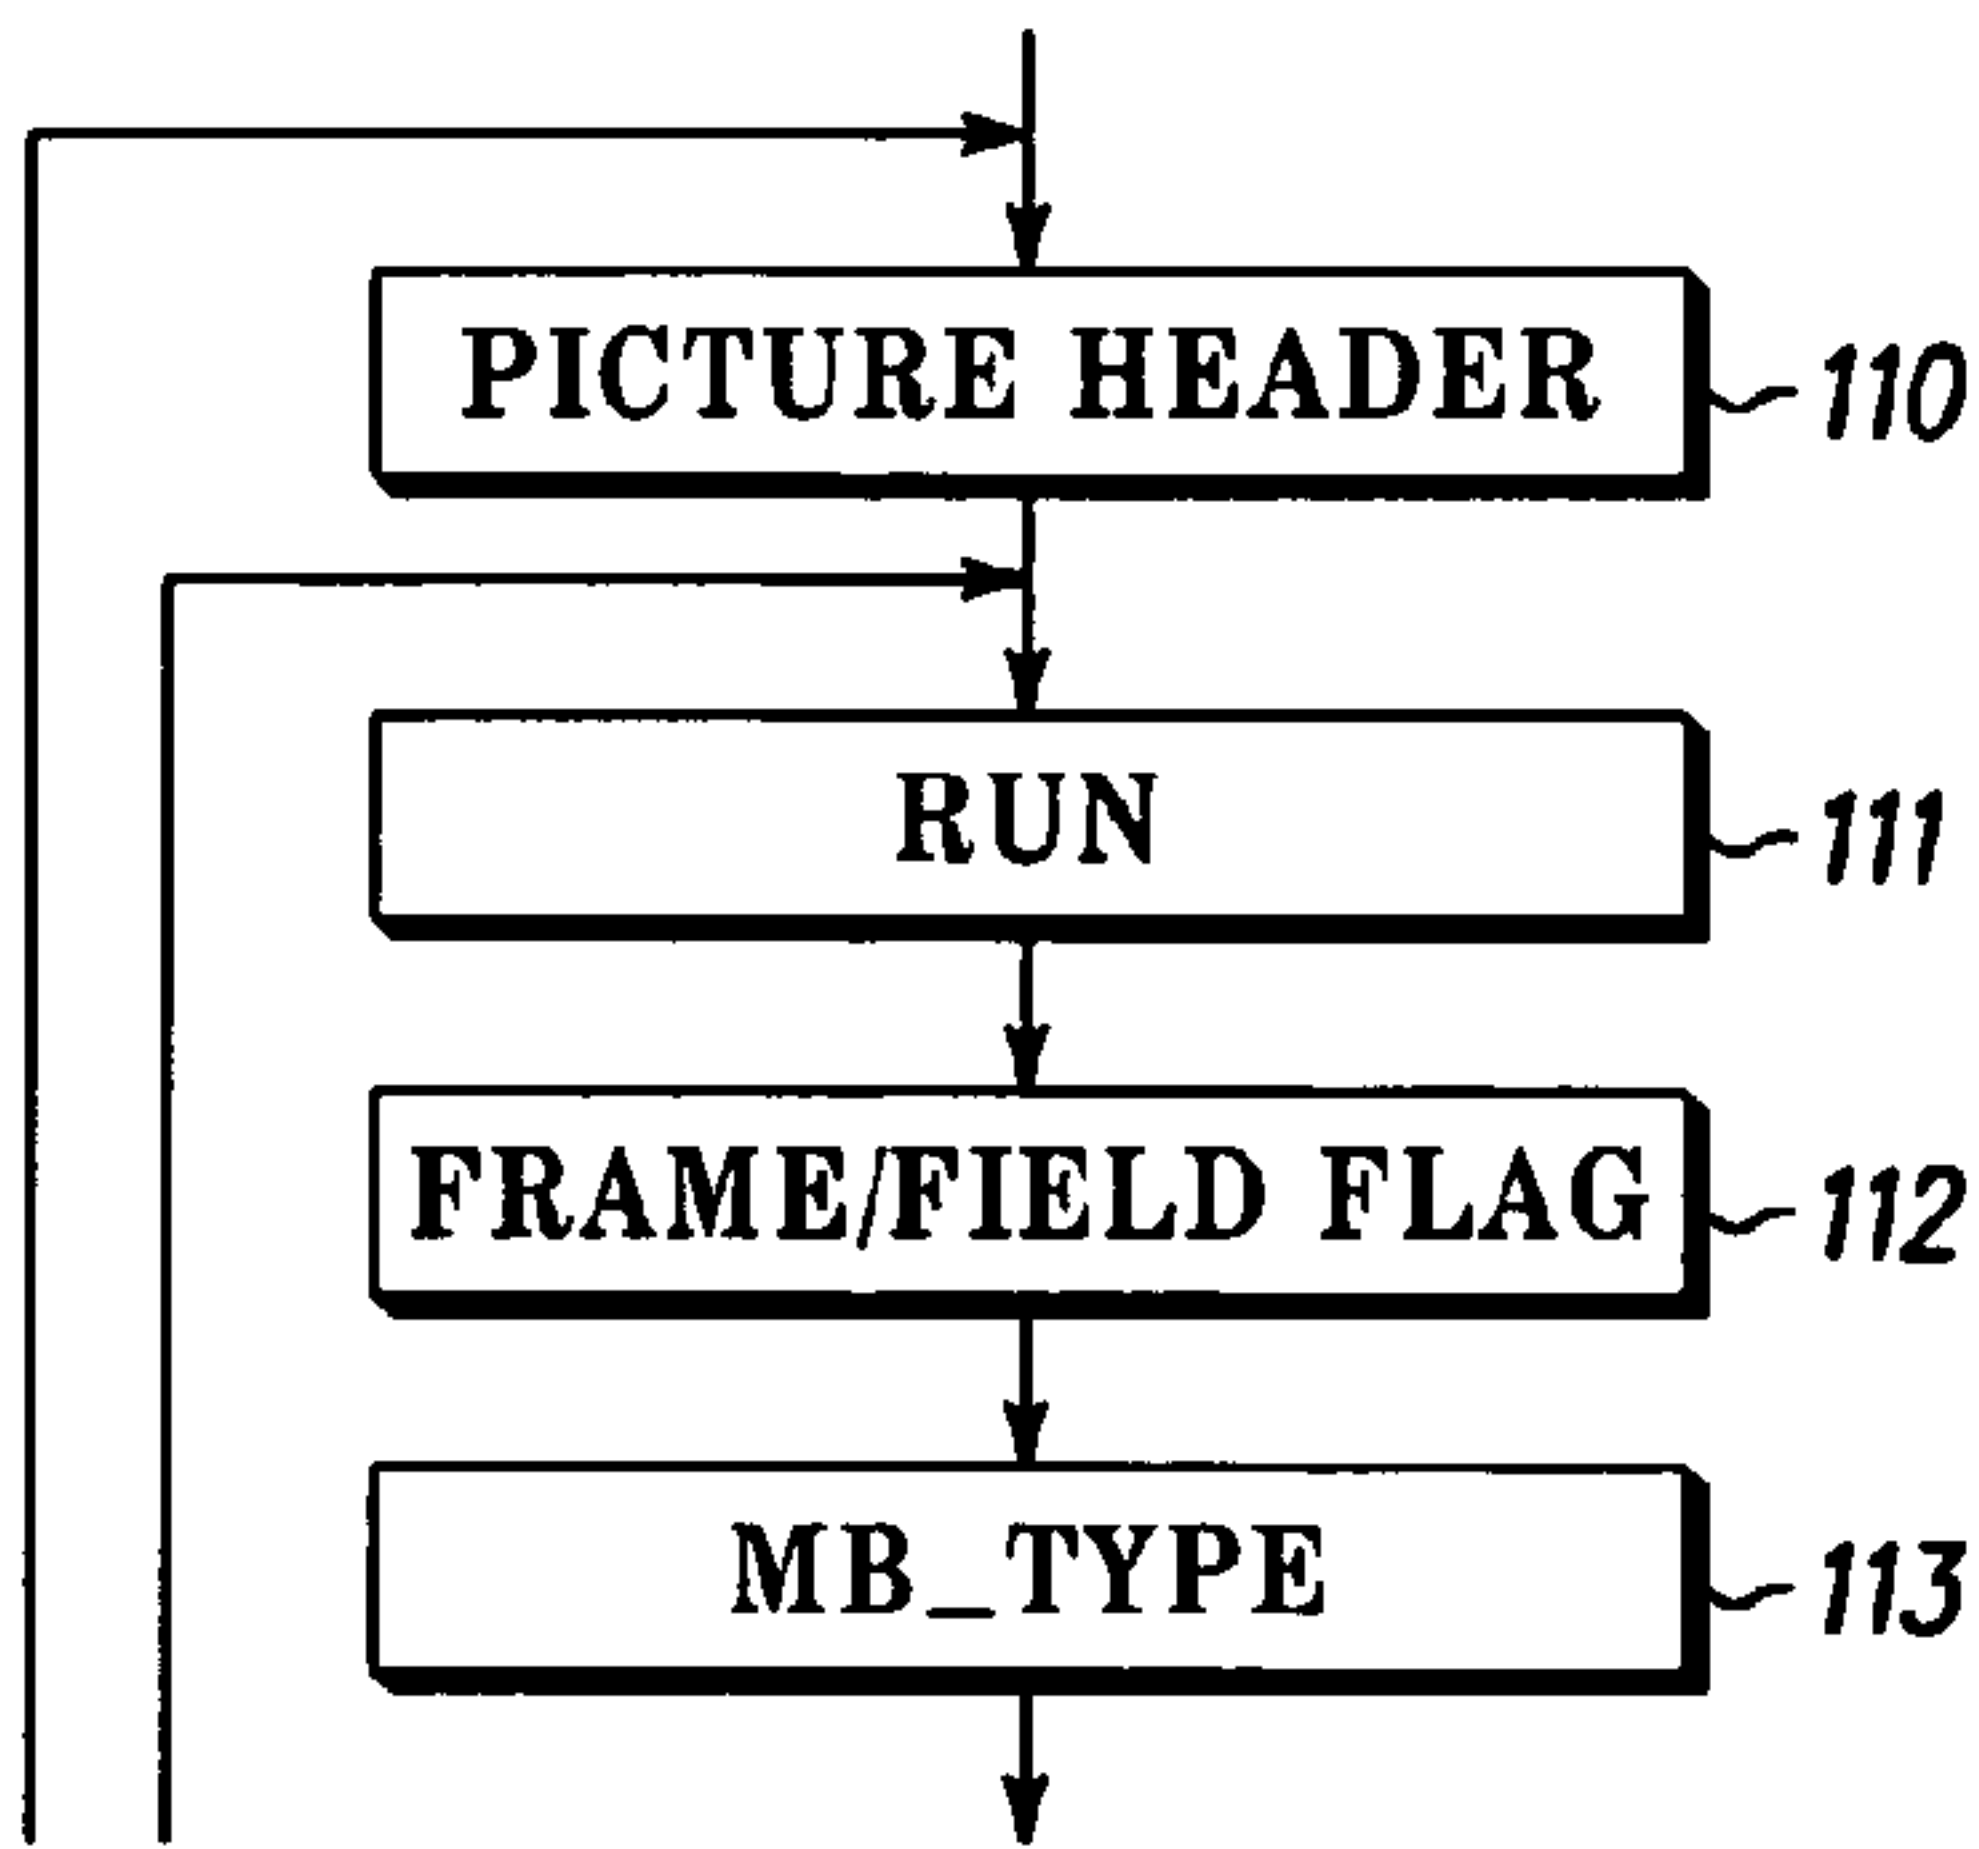 PICTURE HEADER
110
RUN
111
FRAME/FIELD FLAG
112
MB_TYPE
113